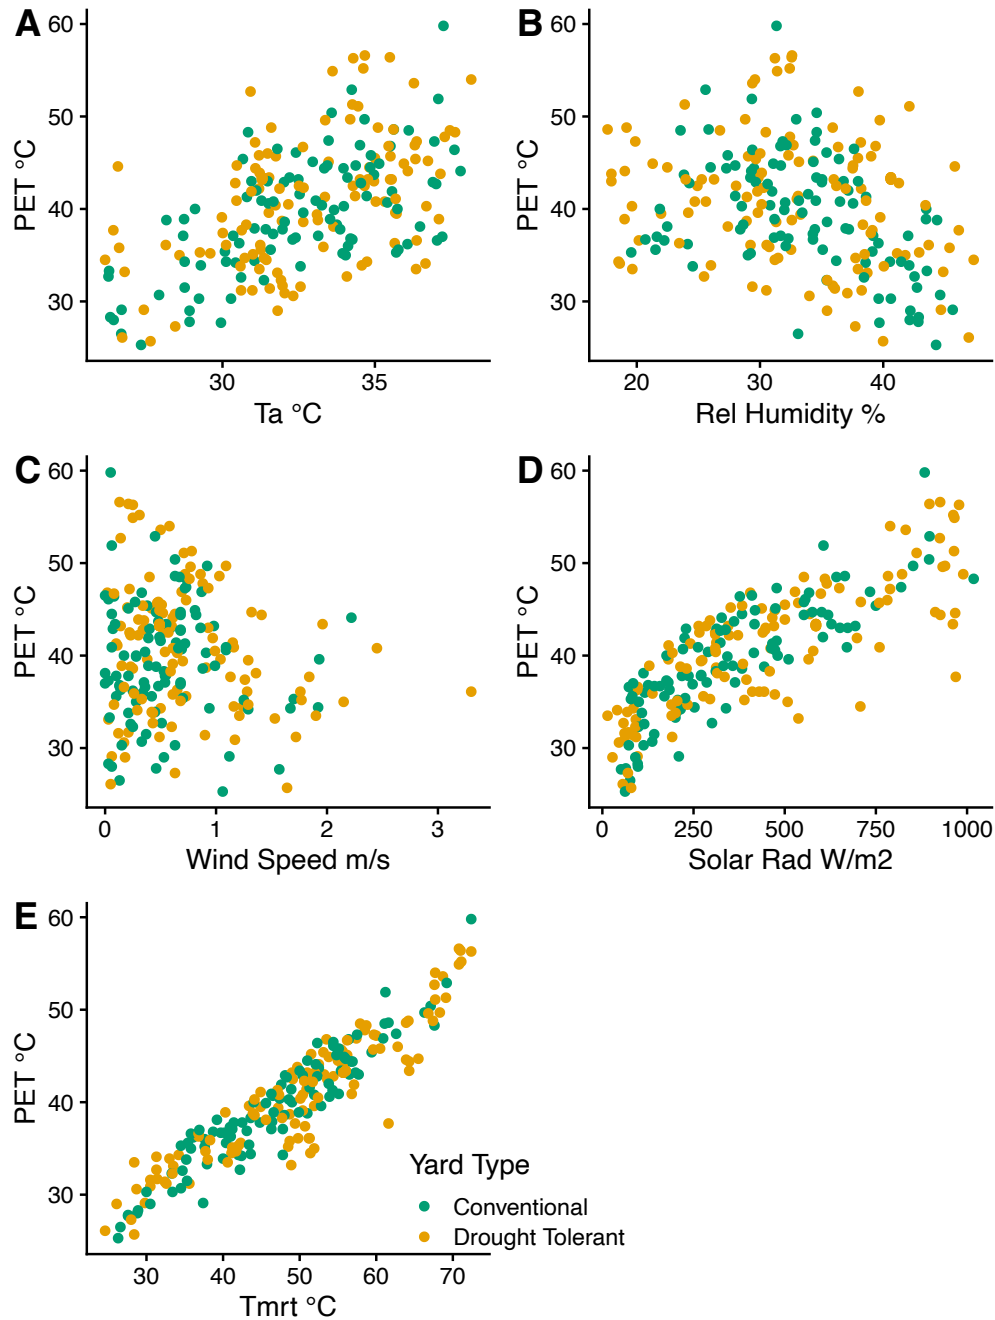 A
60
50
40
30
PET °C
30 35
Ta °C
B
60
50
40
30
PET °C
20 30 40
Rel Humidity %
C
60
50
40
30
PET °C
0 1 2 3
Wind Speed m/s
D
60
50
40
30
PET °C
0 250 500 750 1000
Solar Rad W/m2
E
60
50
40
30
PET °C
30 40 50 60 70
Tmrt °C
Yard Type
Conventional
Drought Tolerant